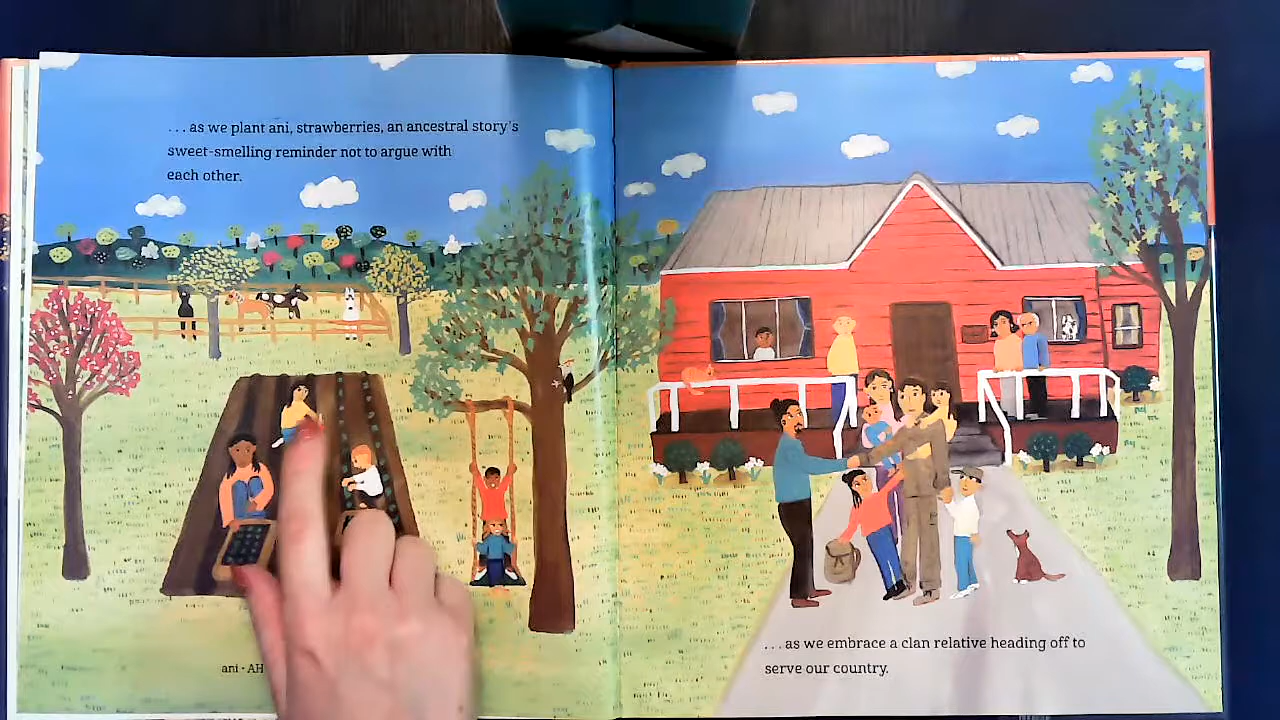 . . . as we plant ani, strawberries, an ancestral story's
sweet-smelling reminder not to argue with
each other.
ani • AH
. . . as we embrace a clan relative heading off to
serve our country.